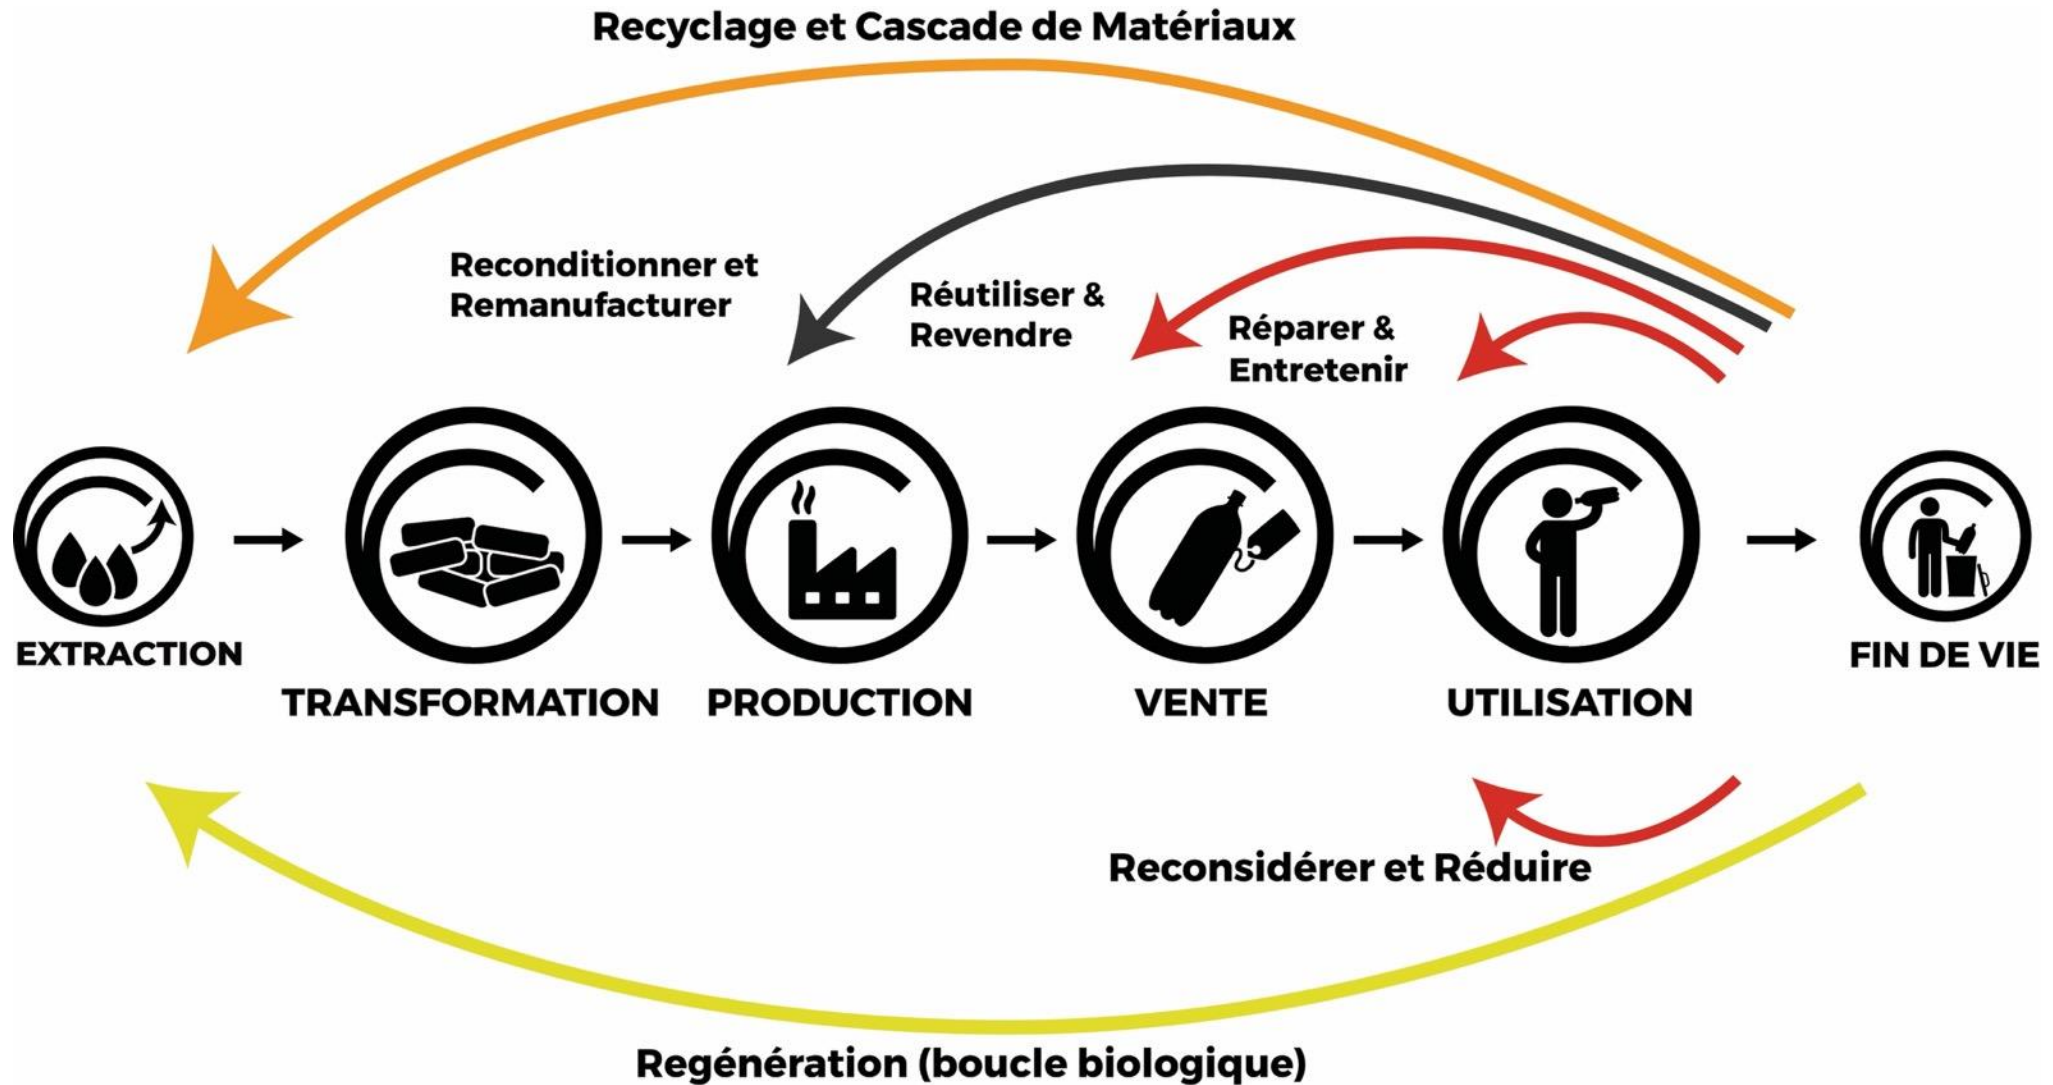 Recyclage et Cascade de Matériaux
Reconditionner et
Remanufacturer
Réutiliser &
Revendre
Réparer &
Entretenir
EXTRACTION
TRANSFORMATION
PRODUCTION
VENTE
UTILISATION
FIN DE VIE
Reconsidérer et Réduire
Regénération (boucle biologique)